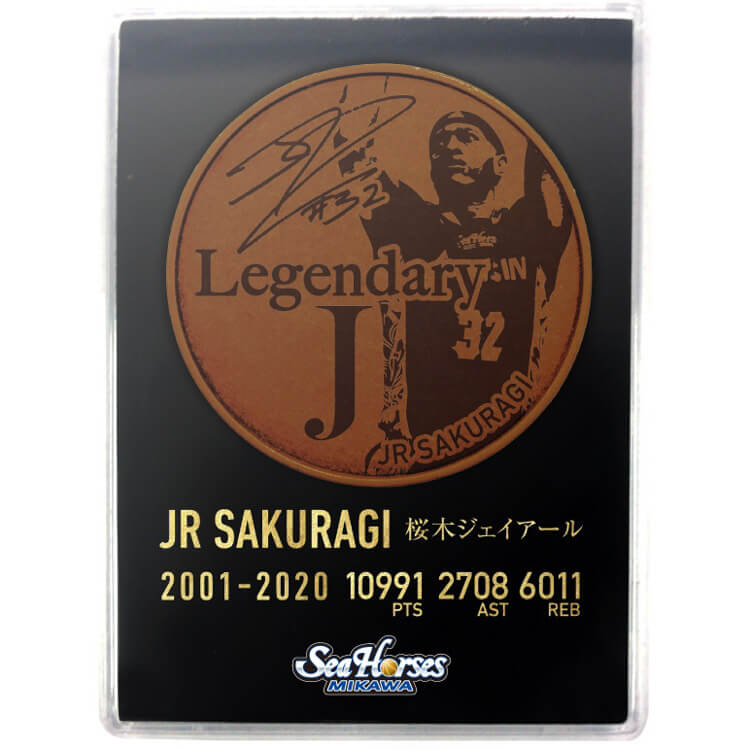 #32
Legendary
J
32
JR SAKURAGI
JR SAKURAGI 桜木ジェイアール
2001-2020 10991 2708 6011
PTS AST REB
SeaHorses
MIKAWA